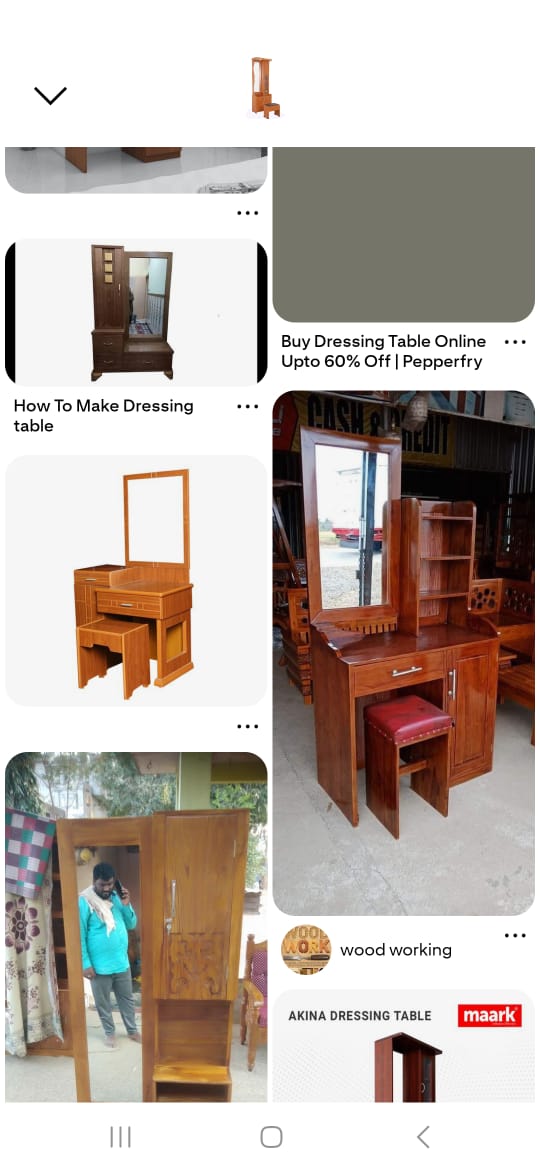 Buy Dressing Table Online
Upto 60% Off | Pepperfry
How To Make Dressing
table
CASH & CREDIT
WOOD
WORK
wood working
AKINA DRESSING TABLE
maark